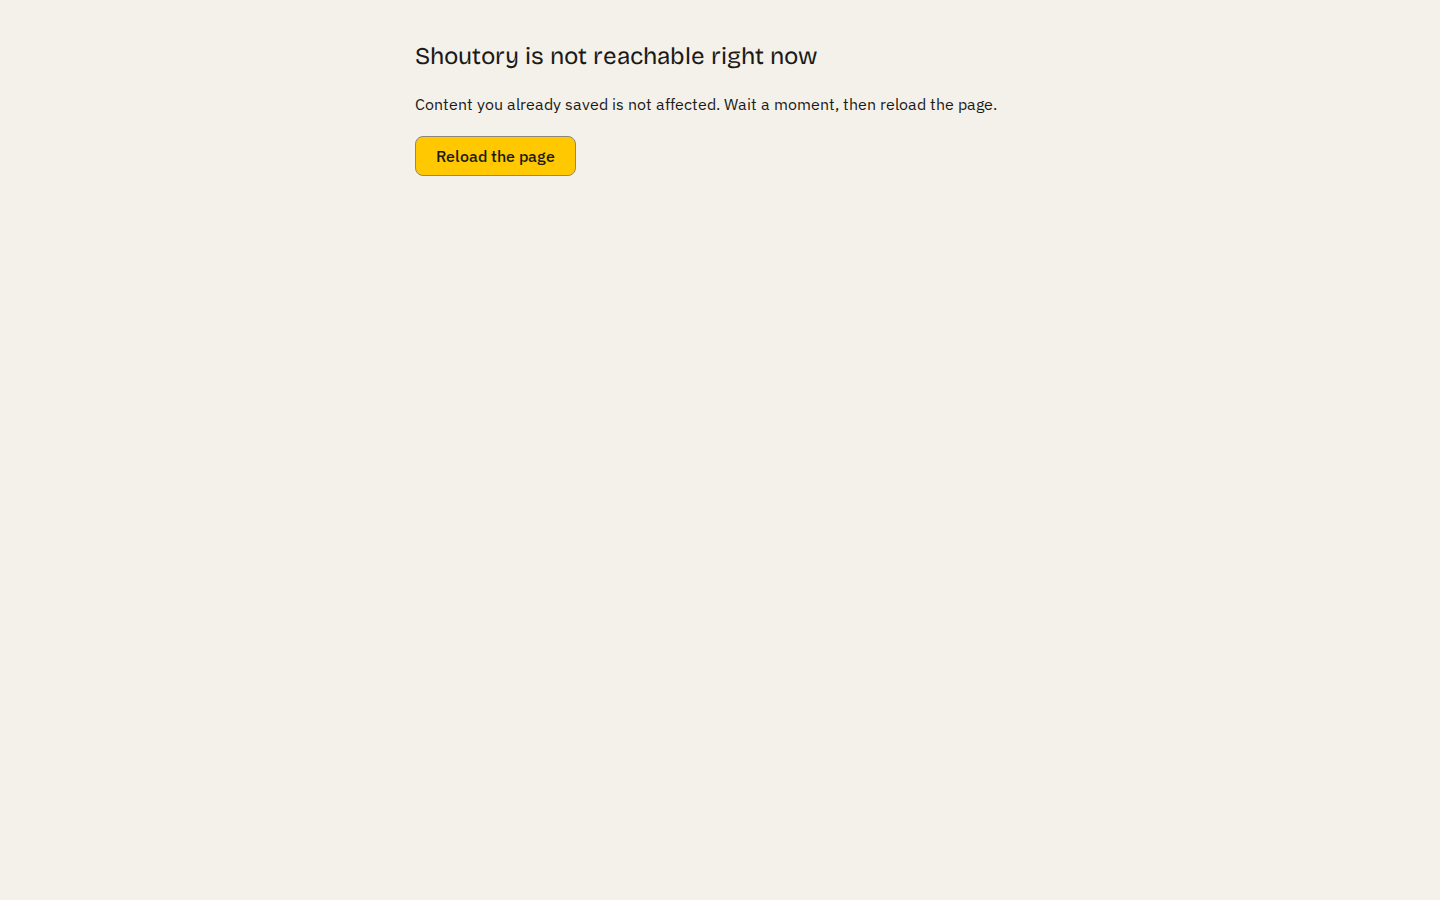 Shoutory is not reachable right now
Content you already saved is not affected. Wait a moment, then reload the page.
Reload the page